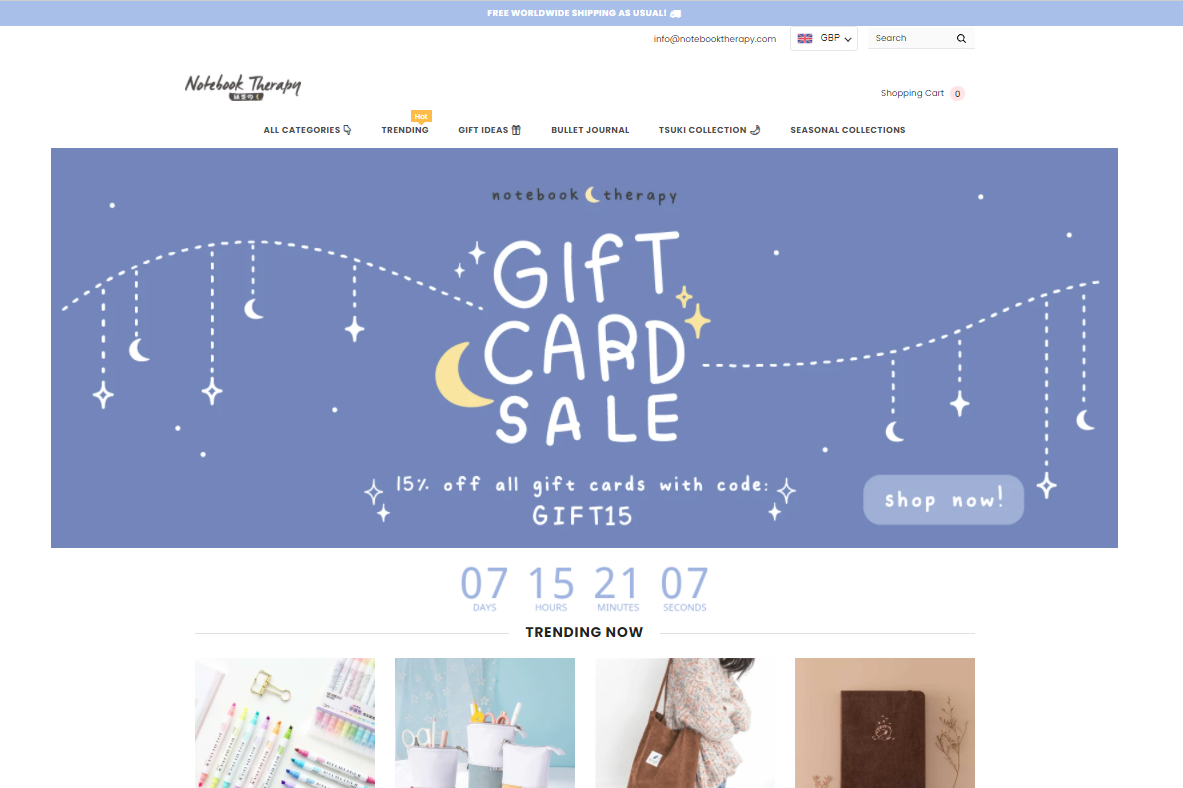 FREE WORLDWIDE SHIPPING AS USUAL!
info@notebooktherapy.com
GBP
Search
Notebook Therapy
Shopping Cart 0
Hot
ALL CATEGORIES
TRENDING
GIFT IDEAS
BULLET JOURNAL
TSUKI COLLECTION
SEASONAL COLLECTIONS
notebook therapy
GIFT
CARD
SALE
15% off all gift cards with code:
GIFT15
shop now!
07 15 21 07
DAYS HOURS MINUTES SECONDS
TRENDING NOW